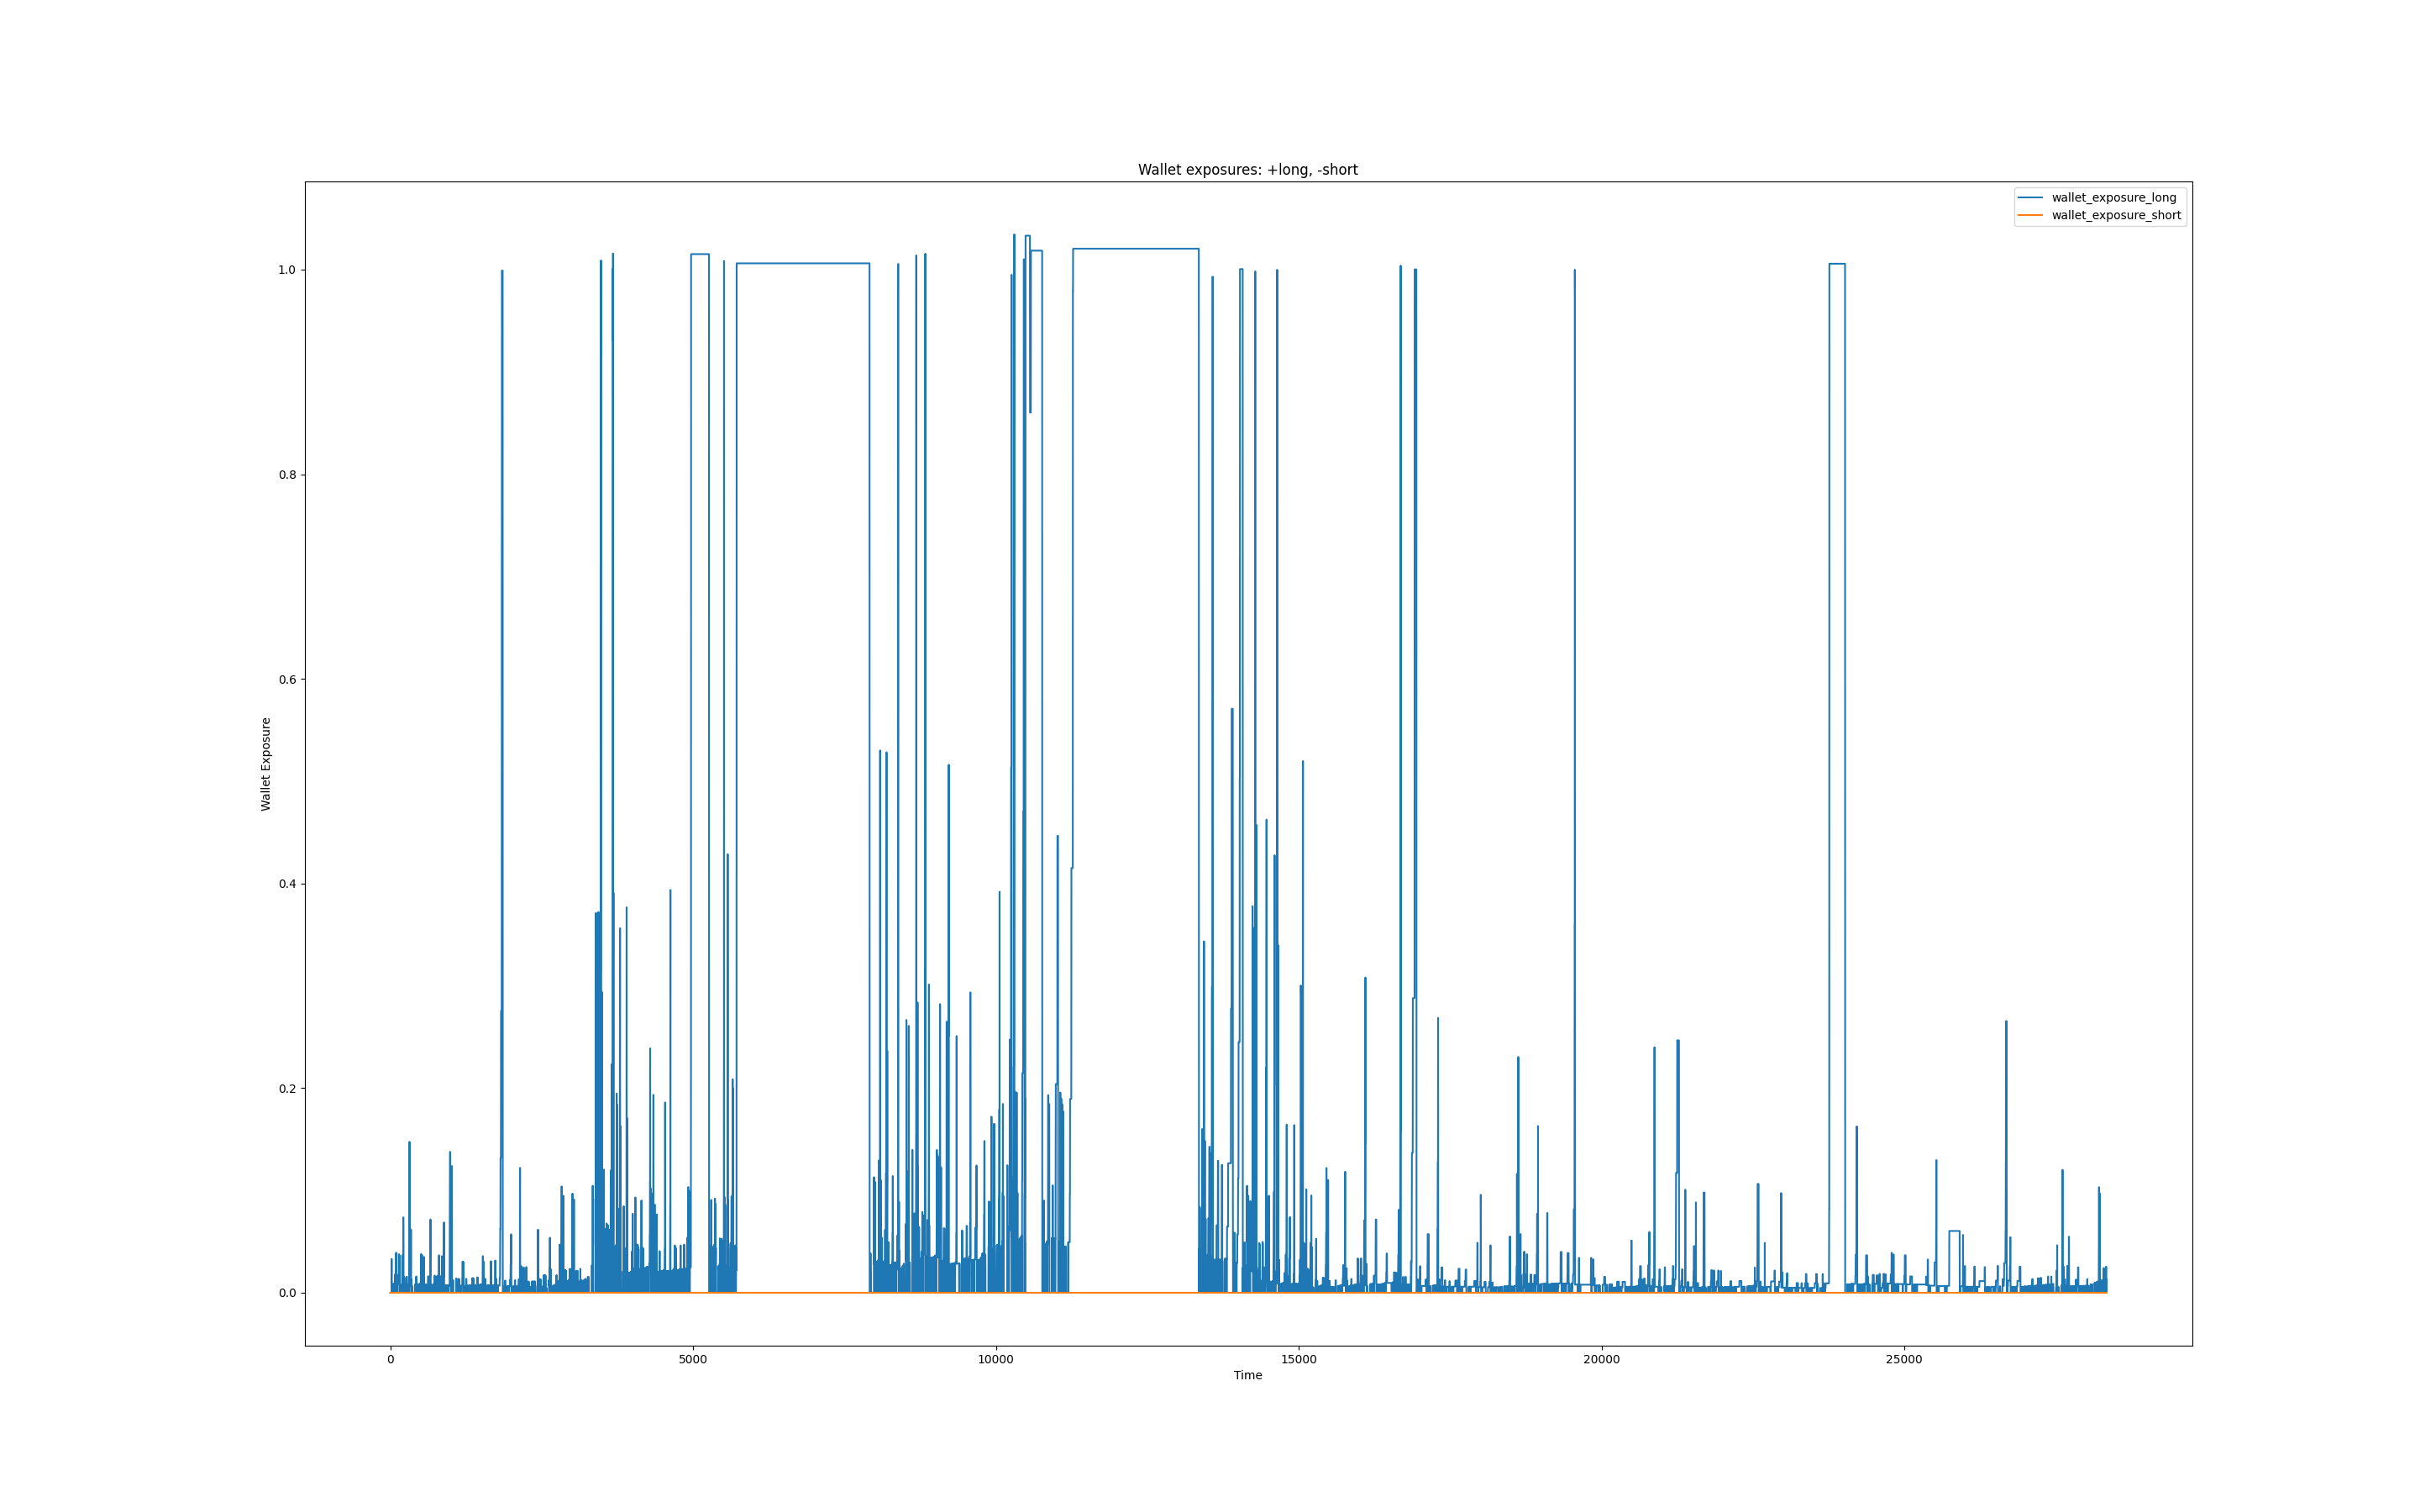 Wallet exposures: +long, -short
wallet_exposure_long
wallet_exposure_short
1.0
0.8
0.6
0.4
0.2
0.0
Wallet Exposure
0 5000 10000 15000 20000 25000
Time